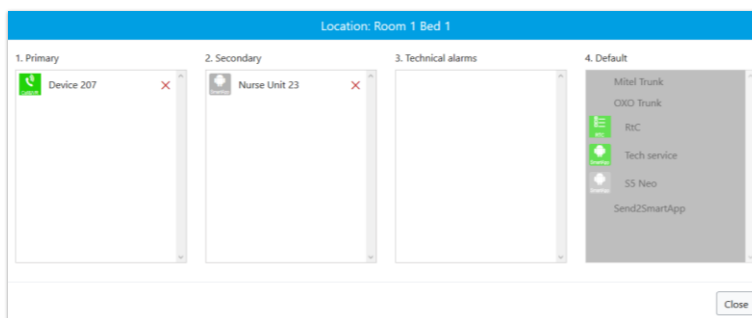 Location: Room 1 Bed 1
1. Primary
2. Secondary
3. Technical alarms
4. Default
Device 207
Nurse Unit 23
Mitel Trunk
OXO Trunk
RTC
RtC
Tech service
S5 Neo
Send2SmartApp
Close